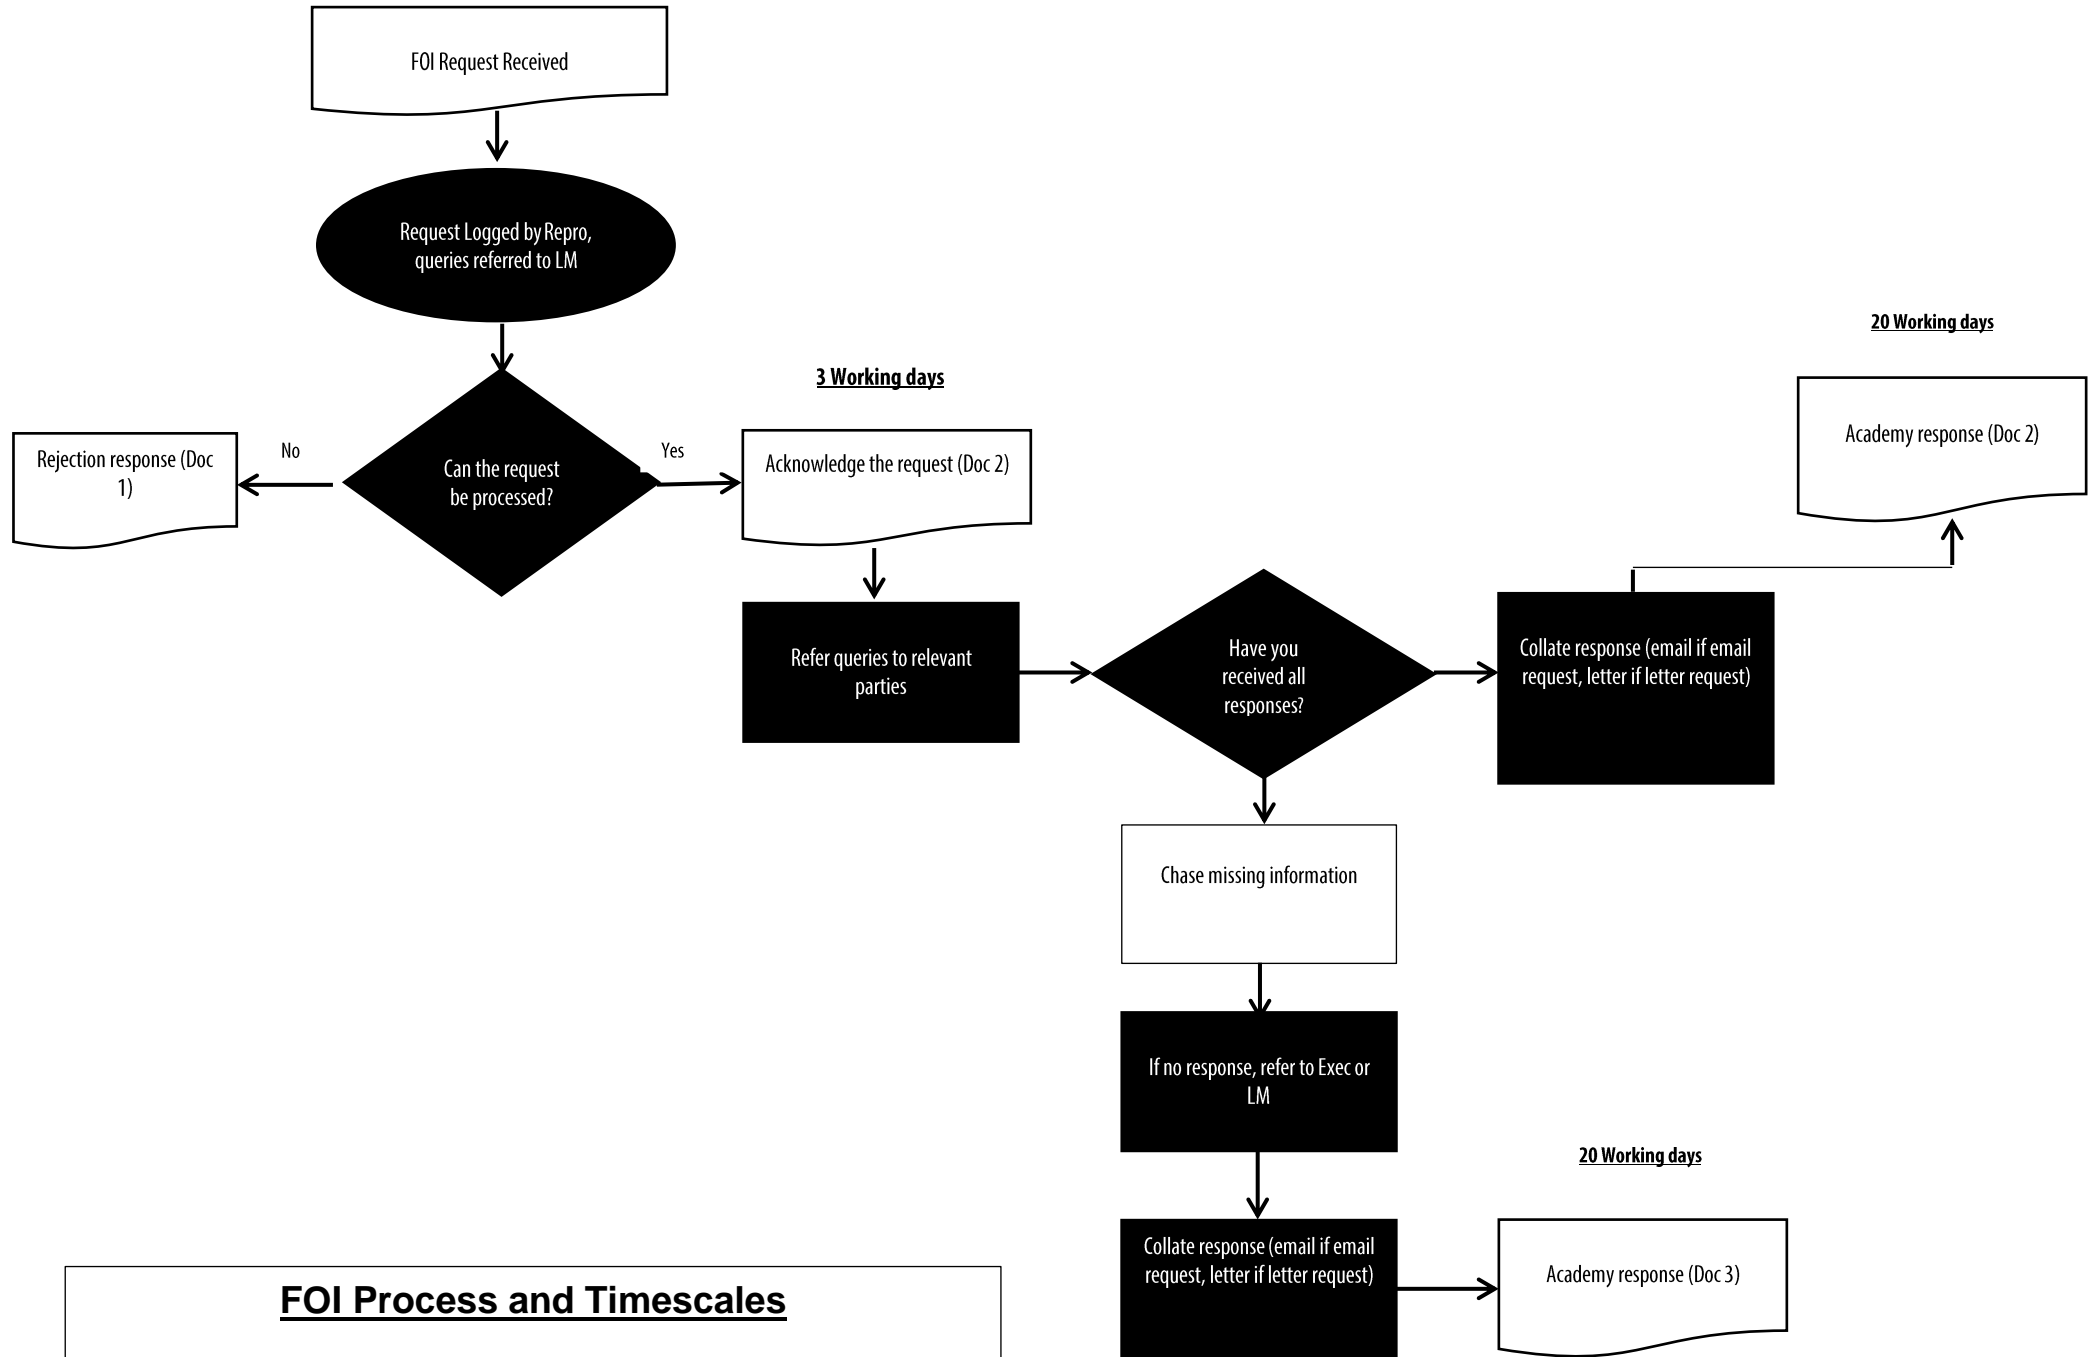 FOI Request Received
Request Logged by Repro,
queries referred to LM
20 Working days
3 Working days
Rejection response (Doc
1)
No
Can the request
be processed?
Yes
Acknowledge the request (Doc 2)
Academy response (Doc 2)
Refer queries to relevant
parties
Have you
received all
responses?
Collate response (email if email
request, letter if letter request)
Chase missing information
If no response, refer to Exec or
LM
20 Working days
Collate response (email if email
request, letter if letter request)
Academy response (Doc 3)
FOI Process and Timescales